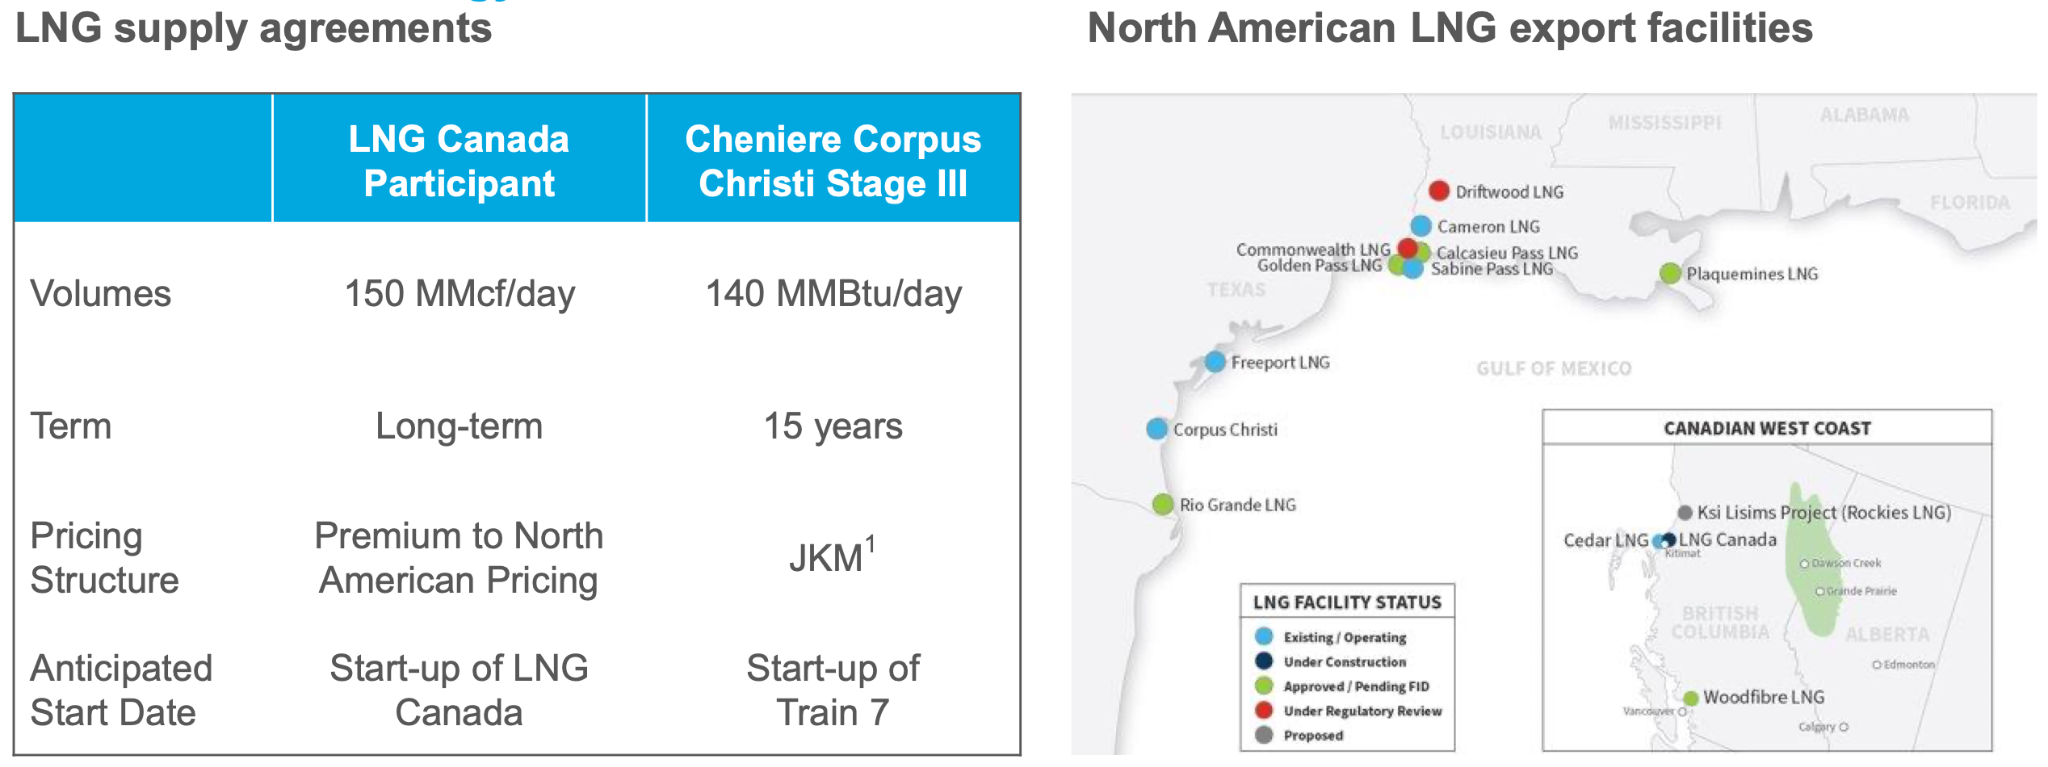 LNG supply agreements
North American LNG export facilities
LNG Canada
Participant
Cheniere Corpus
Christi Stage III
Volumes
150 MMcf/day
140 MMBtu/day
Term
Long-term
15 years
Pricing
Structure
Premium to North
American Pricing
JKM1
Anticipated
Start Date
Start-up of LNG
Canada
Start-up of
Train 7
LOUISIANA
MISSISSIPPI
ALABAMA
FLORIDA
Driftwood LNG
Cameron LNG
Commonwealth LNG
Calcasieu Pass LNG
Golden Pass LNG
Sabine Pass LNG
Plaquemines LNG
TEXAS
Freeport LNG
GULF OF MEXICO
Corpus Christi
Rio Grande LNG
LNG FACILITY STATUS
Existing / Operating
Under Construction
Approved / Pending FID
Under Regulatory Review
Proposed
CANADIAN WEST COAST
Ksi Lisims Project (Rockies LNG)
Cedar LNG
LNG Canada
Kitimat
Dawson Creek
Grande Prairie
BRITISH
COLUMBIA
ALBERTA
Edmonton
Woodfibre LNG
Vancouver
Calgary